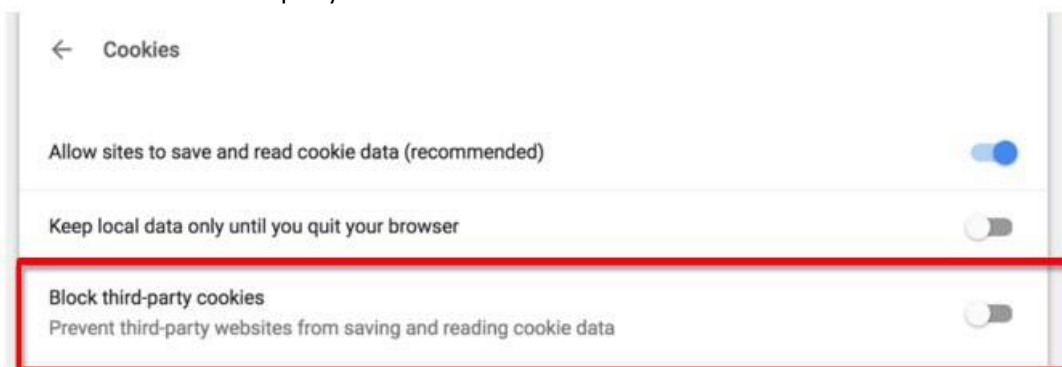 Cookies
Allow sites to save and read cookie data (recommended)
Keep local data only until you quit your browser
Block third-party cookies
Prevent third-party websites from saving and reading cookie data